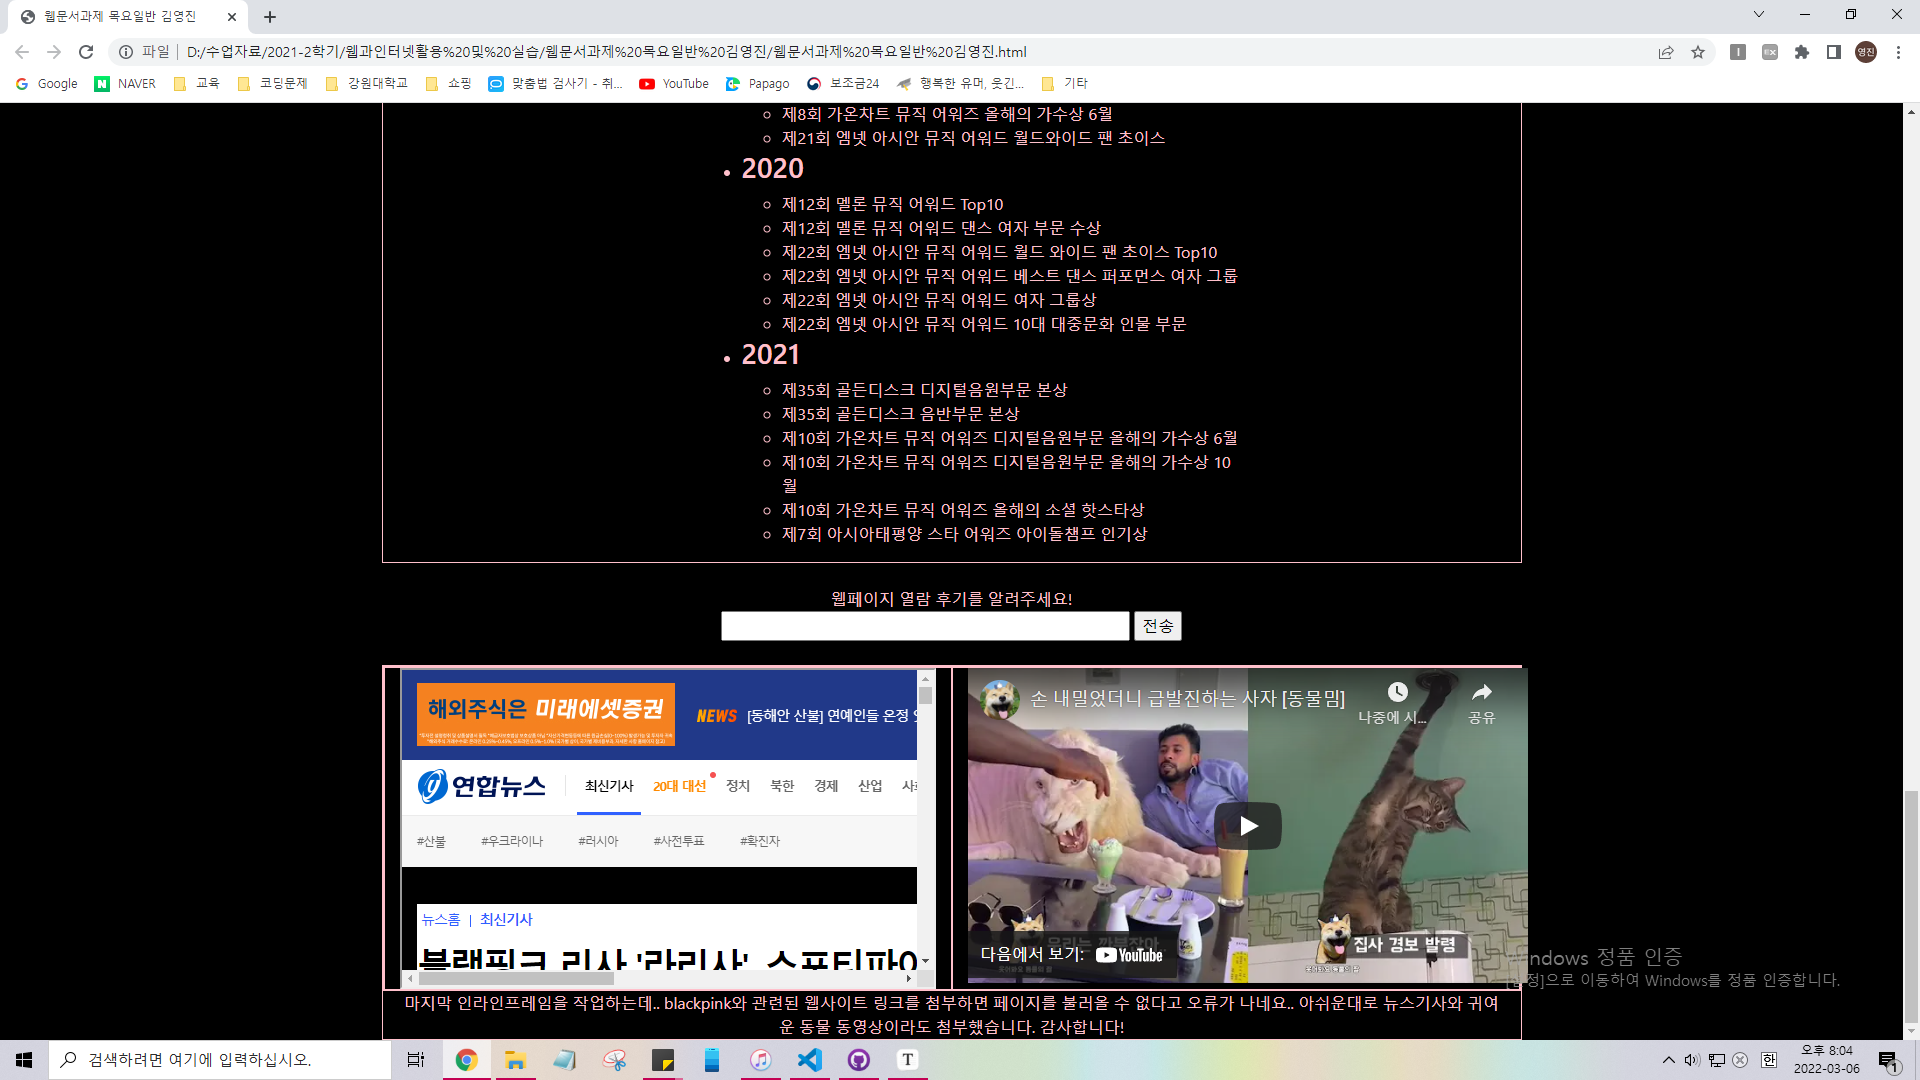 웹문서과제 목요일반 김영진
파일 D:/수업자료/2021-2학기/웹과인터넷활용%20및%20실습/웹문서과제%20목요일반%20김영진/웹문서과제%20목요일반%20김영진.html
영진
Google NAVER 교육 코딩문제 강원대학교 쇼핑 맞춤법 검사기 - 취... YouTube Papago 보조금24 행복한 유머, 웃긴... 기타
제8회 가온차트 뮤직 어워즈 올해의 가수상 6월
제21회 엠넷 아시안 뮤직 어워드 월드와이드 팬 초이스
2020
제12회 멜론 뮤직 어워드 Top10
제12회 멜론 뮤직 어워드 댄스 여자 부문 수상
제22회 엠넷 아시안 뮤직 어워드 월드 와이드 팬 초이스 Top10
제22회 엠넷 아시안 뮤직 어워드 베스트 댄스 퍼포먼스 여자 그룹
제22회 엠넷 아시안 뮤직 어워드 여자 그룹상
제22회 엠넷 아시안 뮤직 어워드 10대 대중문화 인물 부문
2021
제35회 골든디스크 디지털음원부문 본상
제35회 골든디스크 음반부문 본상
제10회 가온차트 뮤직 어워즈 디지털음원부문 올해의 가수상 6월
제10회 가온차트 뮤직 어워즈 디지털음원부문 올해의 가수상 10
월
제10회 가온차트 뮤직 어워즈 올해의 소셜 핫스타상
제7회 아시아태평양 스타 어워즈 아이돌챔프 인기상
웹페이지 열람 후기를 알려주세요!
전송
해외주식은 미래에셋증권
NEWS [동해안 산불] 연예인들 온정
연합뉴스 최신기사 20대 대선 정치 북한 경제 산업
#산불 #우크라이나 #러시아 #사전투표 #확진자
뉴스홈 | 최신기사
블랙핑크 리사 '라리사', 스포티파이
손 내밀었더니 급발진하는 사자 [동물밈]
나중에 시... 공유
집사 경보 발령
다음에서 보기: YouTube
마지막 인라인프레임을 작업하는데.. blackpink와 관련된 웹사이트 링크를 첨부하면 페이지를 불러올 수 없다고 오류가 나네요.. 아쉬운대로 뉴스기사와 귀여
운 동물 동영상이라도 첨부했습니다. 감사합니다!
Windows 정품 인증
[설정]으로 이동하여 Windows를 정품 인증합니다.
검색하려면 여기에 입력하십시오.
T
한
오후 8:04
2022-03-06
1